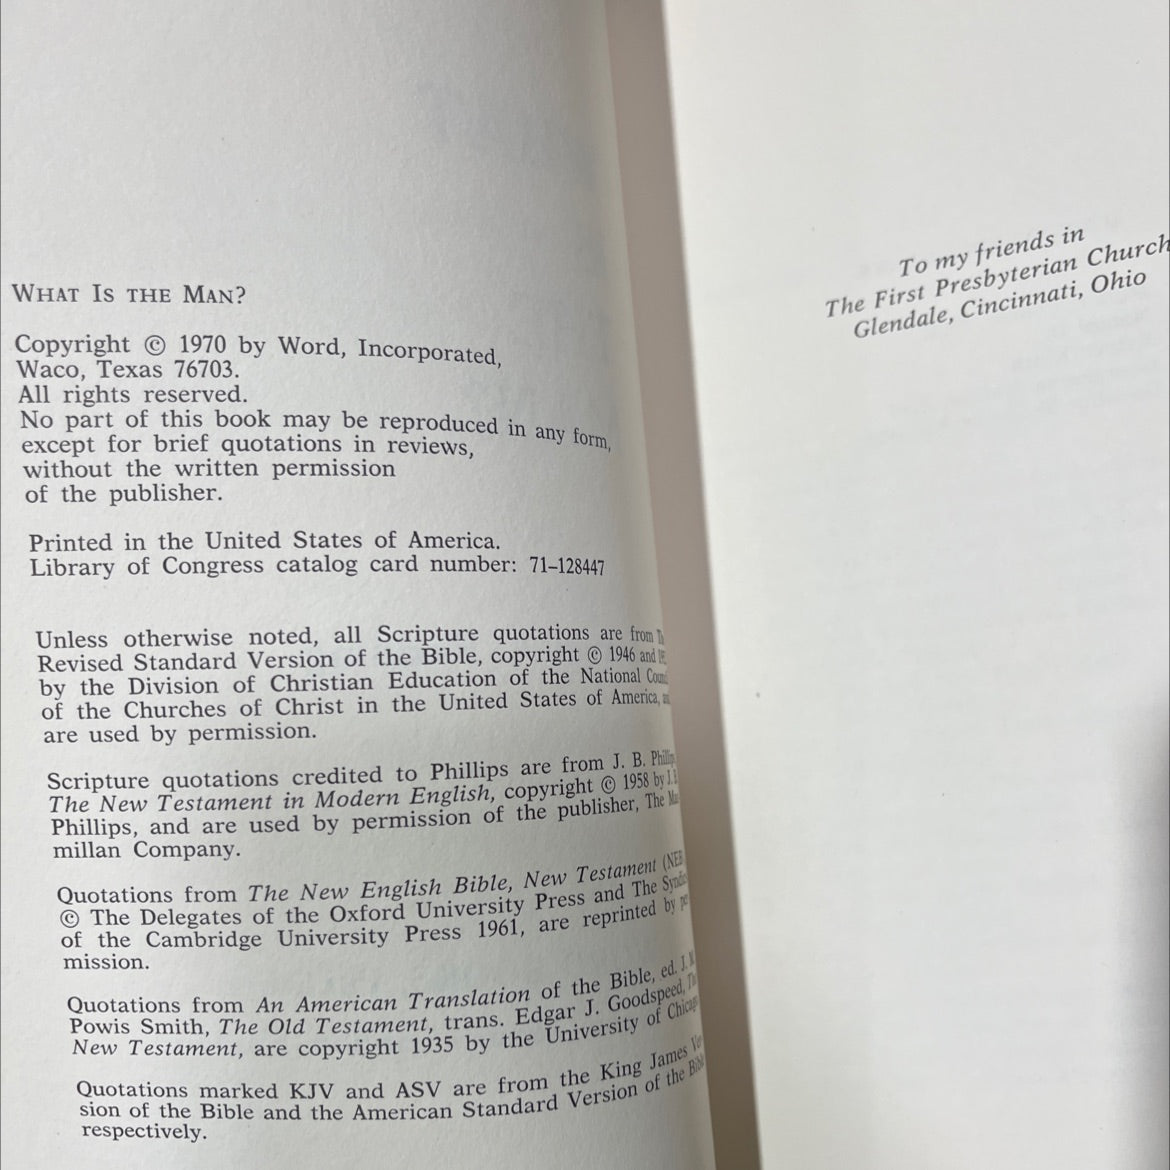 WHAT IS THE MAN?
Copyright © 1970 by Word, Incorporated,
Waco, Texas 76703.
All rights reserved.
No part of this book may be reproduced in any form,
except for brief quotations in reviews,
without the written permission
of the publisher.
Printed in the United States of America.
Library of Congress catalog card number: 71–128447
Unless otherwise noted, all Scripture quotations are from
Revised Standard Version of the Bible, copyright © 1946 and
by the Division of Christian Education of the National
of the Churches of Christ in the United States of America,
are used by permission.
Scripture quotations credited to Phillips are from J. B.
The New Testament in Modern English, copyright © 1958 by J.
Phillips, and are used by permission of the publisher, The
millan Company.
Quotations from The New English Bible, New Testament (NEB
© The Delegates of the Oxford University Press and The
of the Cambridge University Press 1961, are reprinted by
mission.
Quotations from An American Translation of the Bible, ed. J.
Powis Smith, The Old Testament, trans. Edgar J. Goodspeed,
New Testament, are copyright 1935 by the University of
Quotations marked KJV and ASV are from the King James
sion of the Bible and the American Standard Version of the
respectively.
To my friends in
The First Presbyterian Church
Glendale, Cincinnati, Ohio